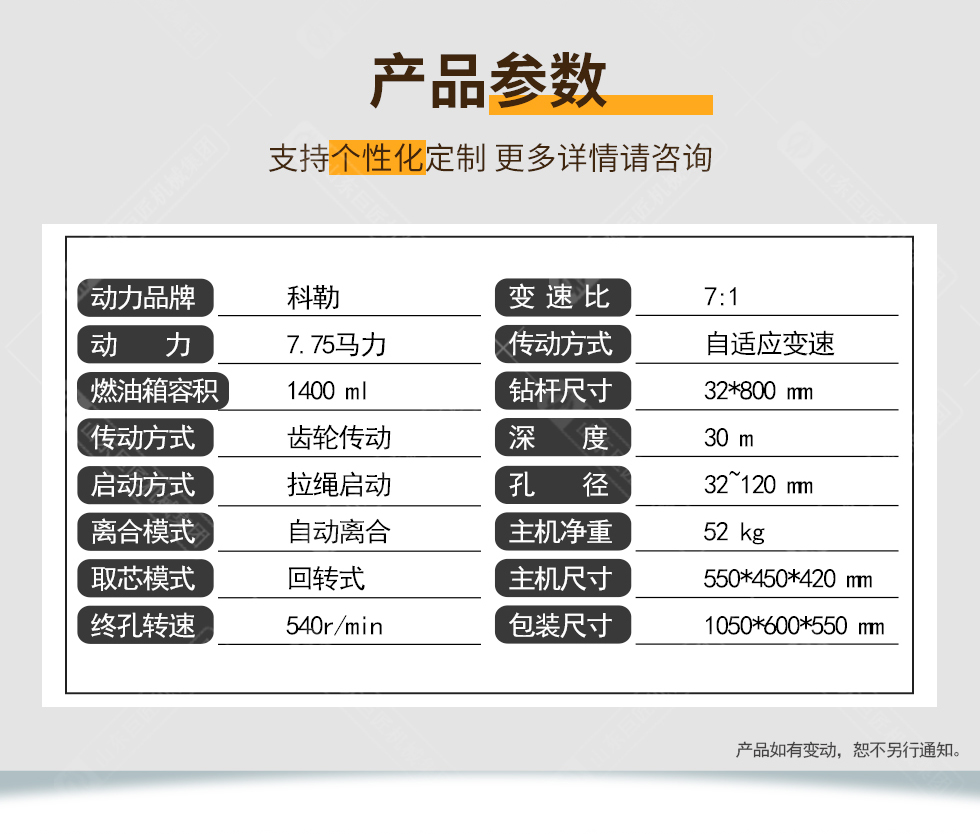 产品参数
支持个性化定制 更多详情请咨询
动力品牌 科勒 变速比 7:1
动力 7.75马力 传动方式 自适应变速
燃油箱容积 1400 ml 钻杆尺寸 32*800 mm
传动方式 齿轮传动 深度 30 m
启动方式 拉绳启动 孔径 32~120 mm
离合模式 自动离合 主机净重 52 kg
取芯模式 回转式 主机尺寸 550*450*420 mm
终孔转速 540r/min 包装尺寸 1050*600*550 mm
产品如有变动，恕不另行通知。